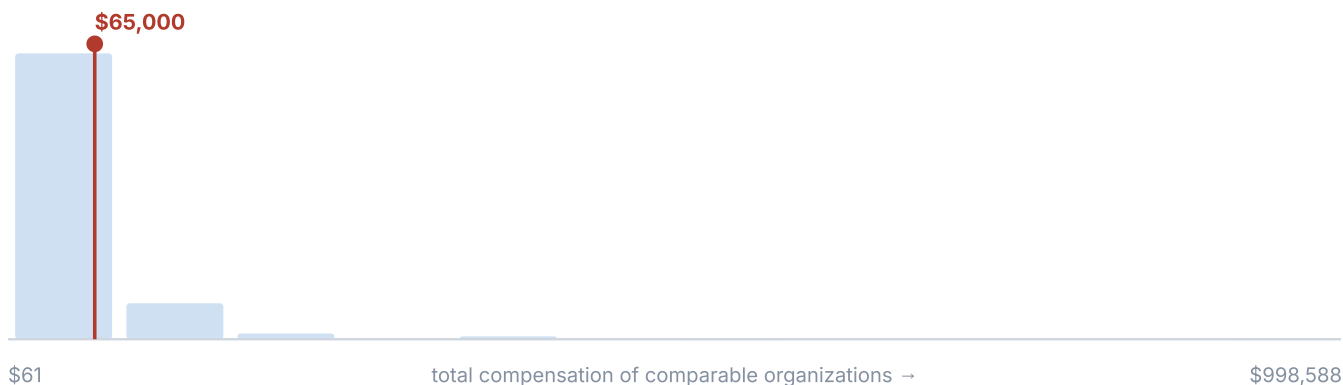 $65,000
$61 total compensation of comparable organizations → $998,588